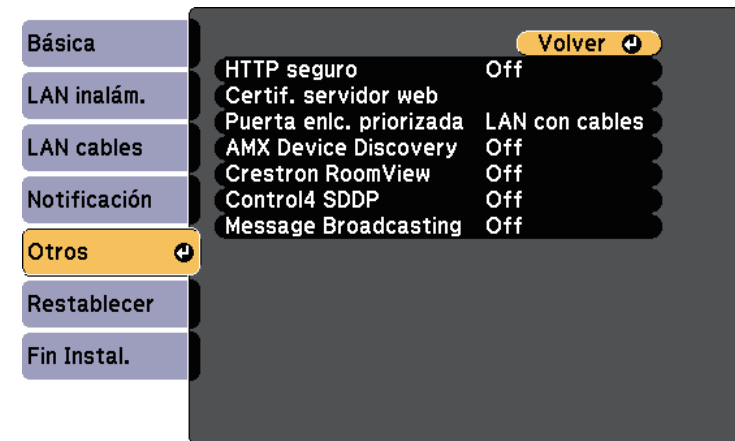 Básica
LAN inalám.
LAN cables
Notificación
Otros
Restablecer
Fin Instal.
Volver
HTTP seguro Off
Certif. servidor web
Puerta enlc. priorizada LAN con cables
AMX Device Discovery Off
Crestron RoomView Off
Control4 SDDP Off
Message Broadcasting Off